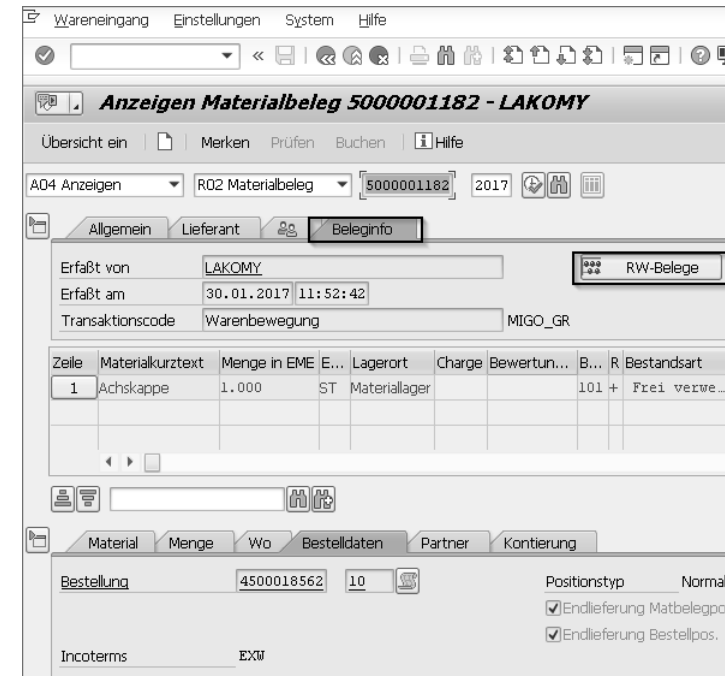 Wareneingang Einstellungen System Hilfe
Anzeigen Materialbeleg 5000001182 - LAKOMY
Übersicht ein Merken Prüfen Buchen Hilfe
A04 Anzeigen R02 Materialbeleg 5000001182 2017
Allgemein Lieferant Beleginfo
Erfaßt von LAKOMY RW-Belege
Erfaßt am 30.01.2017 11:52:42
Transaktionscode Warenbewegung MIGO_GR
Zeile Materialkurztext Menge in EME E... Lagerort Charge Bewertun... B... R Bestandsart
1 Achskappe 1.000 ST Materiallager 101 + Frei verwe...
Material Menge Wo Bestelldaten Partner Kontierung
Bestellung 4500018562 10 Positionstyp Normal
Endlieferung Matbelegpo
Endlieferung Bestellpos.
Incoterms EXW